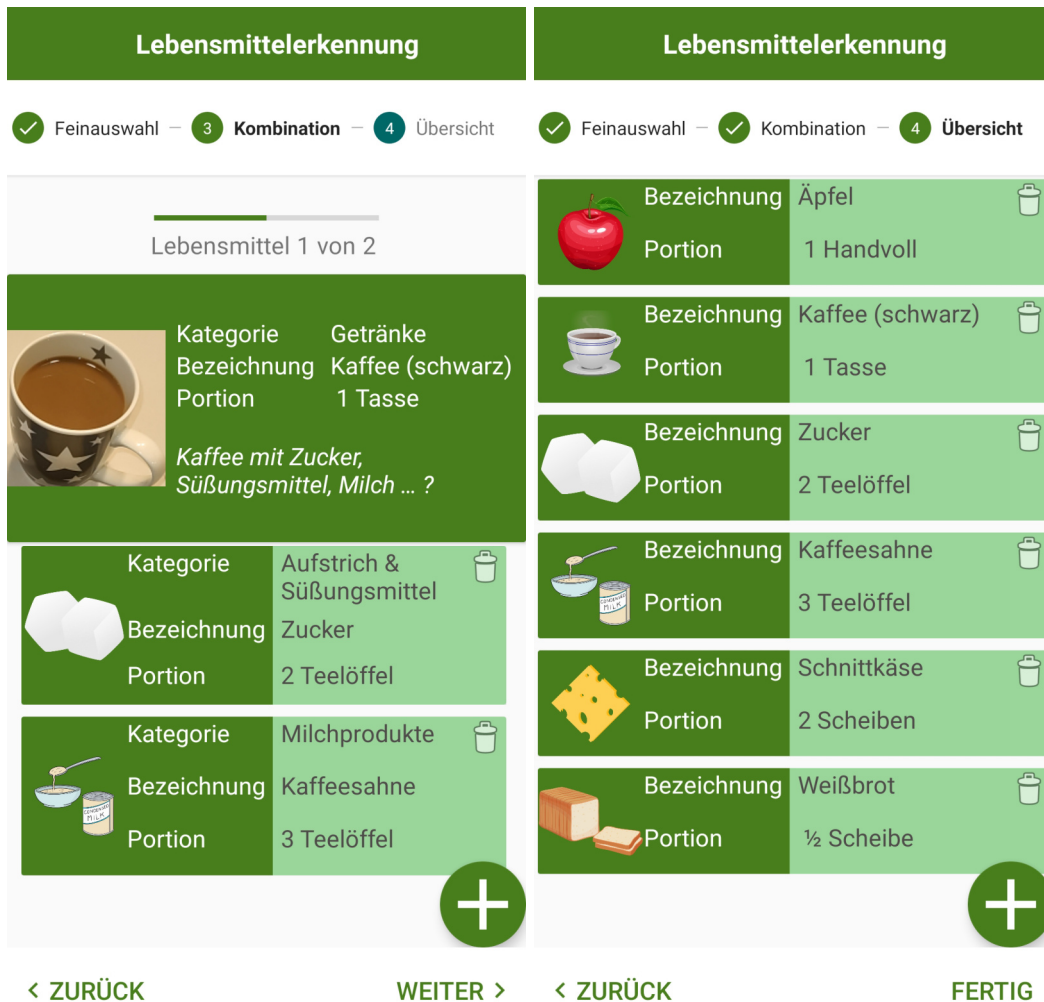 Lebensmittelerkennung
Feinauswahl
3 Kombination
4 Übersicht
Lebensmittel 1 von 2
Kategorie Getränke
Bezeichnung Kaffee (schwarz)
Portion 1 Tasse
Kaffee mit Zucker,
Süßungsmittel, Milch ... ?
Kategorie Aufstrich &
Süßungsmittel
Bezeichnung Zucker
Portion 2 Teelöffel
Kategorie Milchprodukte
Bezeichnung Kaffeesahne
Portion 3 Teelöffel
CONDENSED
MILK
< ZURÜCK
WEITER >
Lebensmittelerkennung
Feinauswahl
Kombination
4 Übersicht
Bezeichnung Äpfel
Portion 1 Handvoll
Bezeichnung Kaffee (schwarz)
Portion 1 Tasse
Bezeichnung Zucker
Portion 2 Teelöffel
Bezeichnung Kaffeesahne
Portion 3 Teelöffel
CONDENSED
MILK
Bezeichnung Schnittkäse
Portion 2 Scheiben
Bezeichnung Weißbrot
Portion ½ Scheibe
< ZURÜCK
FERTIG